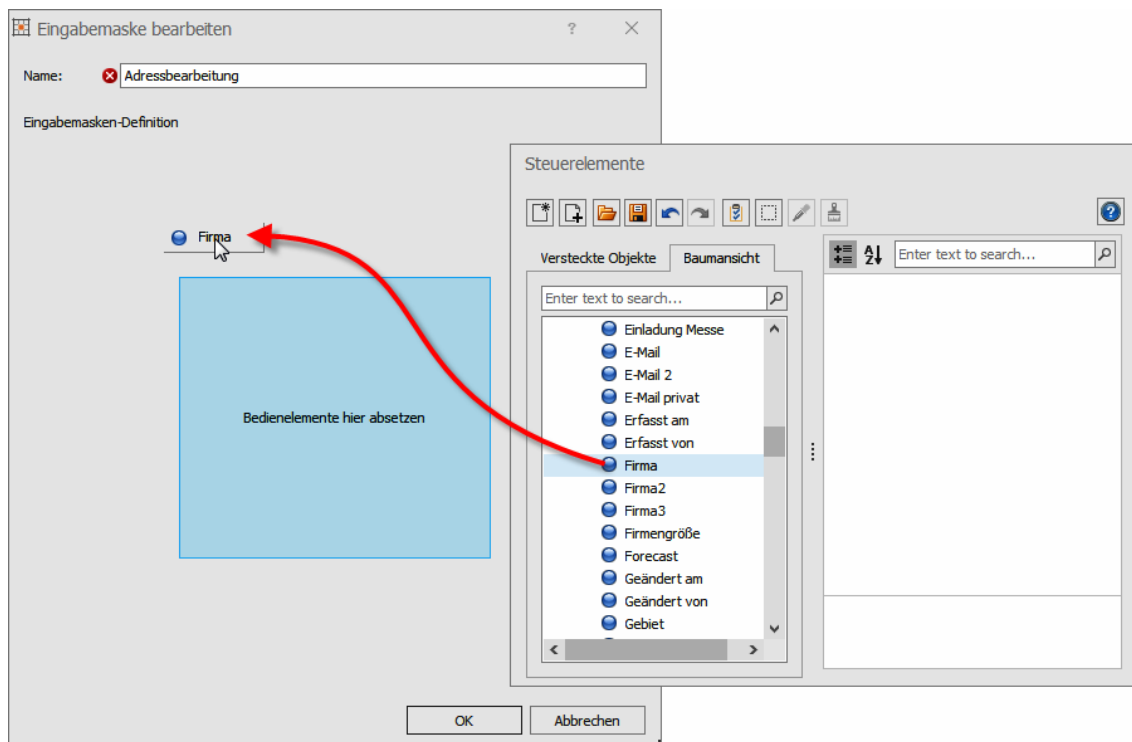 Eingabemaske bearbeiten
?
Name: Adressbearbeitung
Eingabemasken-Definition
Firma
Bedienelemente hier absetzen
OK
Abbrechen
Steuerelemente
?
Versteckte Objekte
Baumansicht
Enter text to search...
Einladung Messe
E-Mail
E-Mail 2
E-Mail privat
Erfasst am
Erfasst von
Firma
Firma2
Firma3
Firmengröße
Forecast
Geändert am
Geändert von
Gebiet
AZ
Enter text to search...